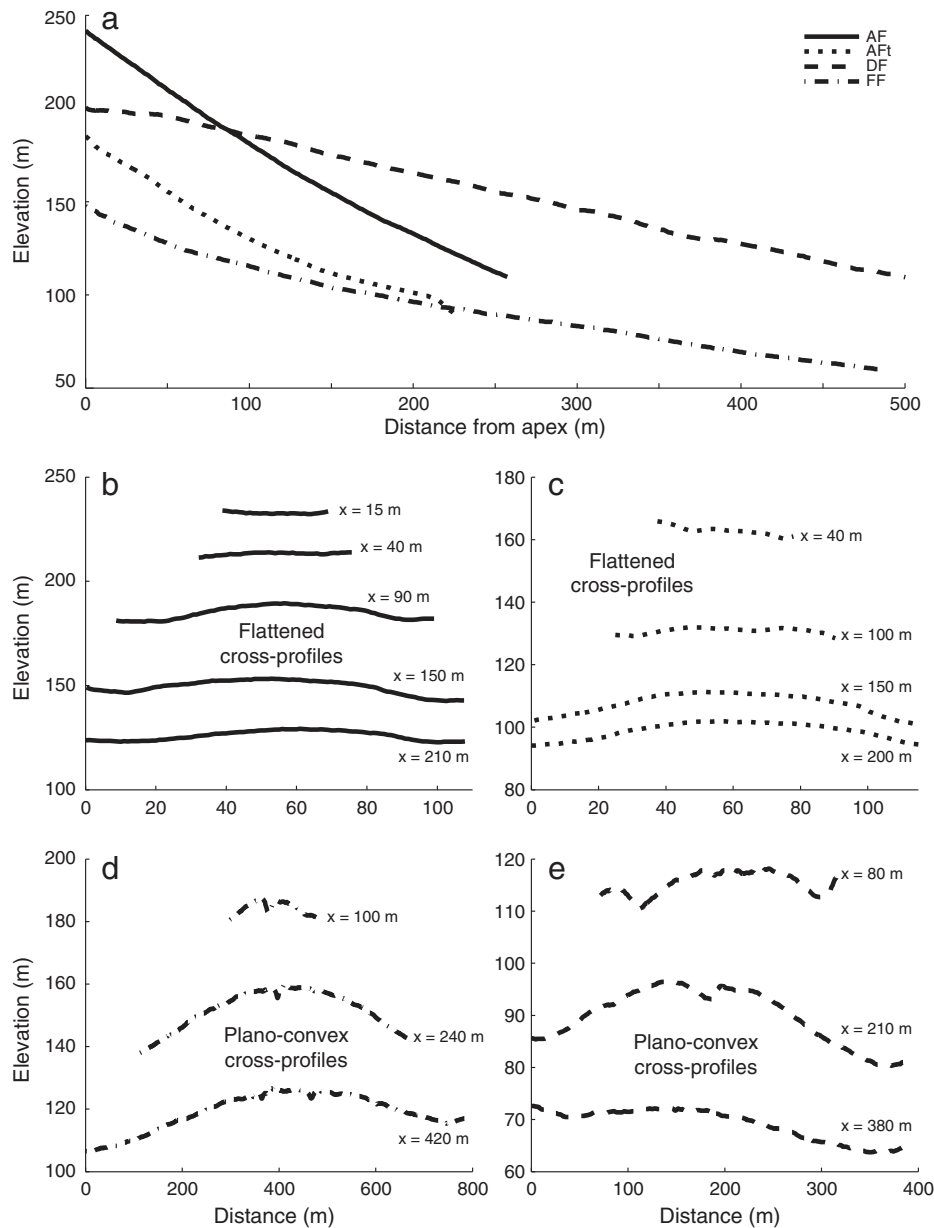 a
250
200
150
100
50
Elevation (m)
AF
AFt
DF
FF
0
100
200
300
400
500
Distance from apex (m)
b
250
200
150
100
Elevation (m)
x = 15 m
x = 40 m
x = 90 m
Flattened
cross-profiles
x = 150 m
x = 210 m
0
20
40
60
80
100
c
180
160
140
120
100
80
x = 40 m
Flattened
cross-profiles
x = 100 m
x = 150 m
x = 200 m
0
20
40
60
80
100
d
200
180
160
140
120
100
Elevation (m)
x = 100 m
x = 240 m
Plano-convex
cross-profiles
x = 420 m
0
200
400
600
800
Distance (m)
e
120
110
100
90
80
70
60
x = 80 m
x = 210 m
Plano-convex
cross-profiles
x = 380 m
0
100
200
300
400
Distance (m)